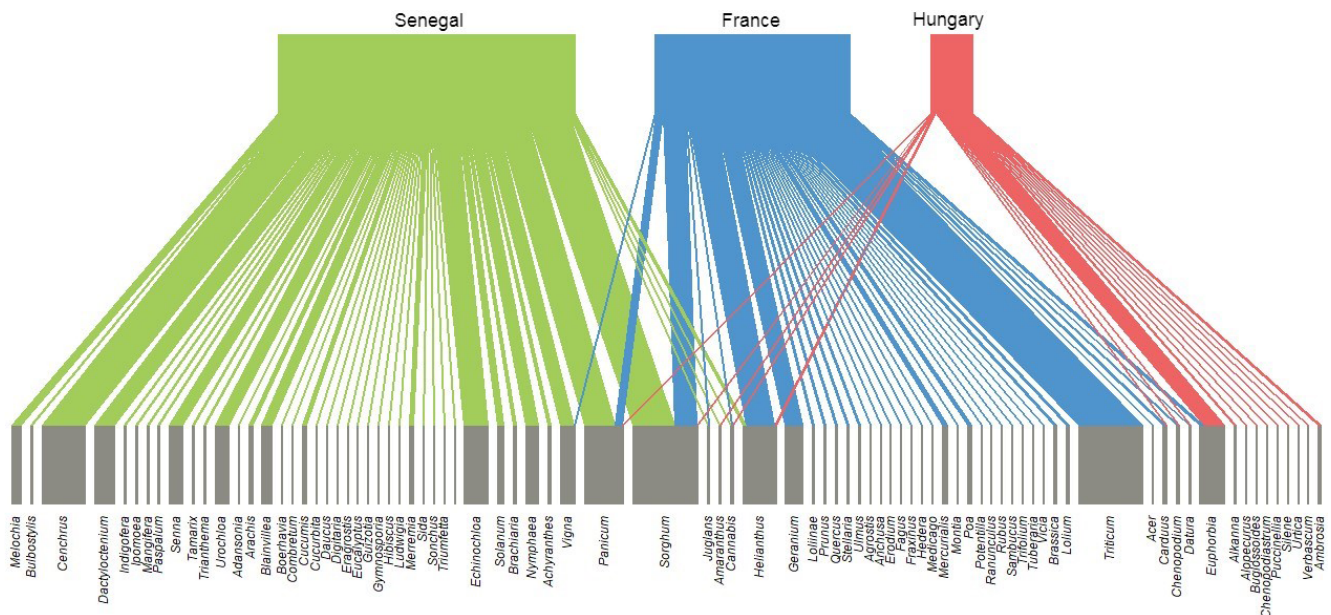 Senegal
France
Hungary
Melochia
Bulbostylis
Cenchrus
Dactyloctenium
Indigofera
Ipomoea
Mangifera
Paspalum
Senna
Tamarix
Trianthema
Urochloa
Adansonia
Arachis
Blainvillea
Boerhavia
Combretum
Cucumis
Cucurbita
Daucus
Digitaria
Eragrostis
Eucalyptus
Guizotia
Gymnosporia
Hibiscus
Ludwigia
Merremia
Sida
Sonchus
Triumfetta
Echinochloa
Solanum
Brachiaria
Nymphaea
Achyranthes
Vigna
Panicum
Sorghum
Juglans
Amaranthus
Cannabis
Helianthus
Geranium
Loliinae
Prunus
Quercus
Stellaria
Ulmus
Agrostis
Anchusa
Erodium
Fagus
Fraxinus
Hedera
Medicago
Mercurialis
Montia
Poa
Potentilla
Ranunculus
Rubus
Sambucus
Trifolium
Tuberaria
Vicia
Brassica
Lolium
Triticum
Acer
Carduus
Chenopodium
Datura
Euphorbia
Alkanna
Alopecurus
Buglossoides
Chenopodiastrum
Puccinellia
Silene
Urtica
Verbascum
Ambrosia